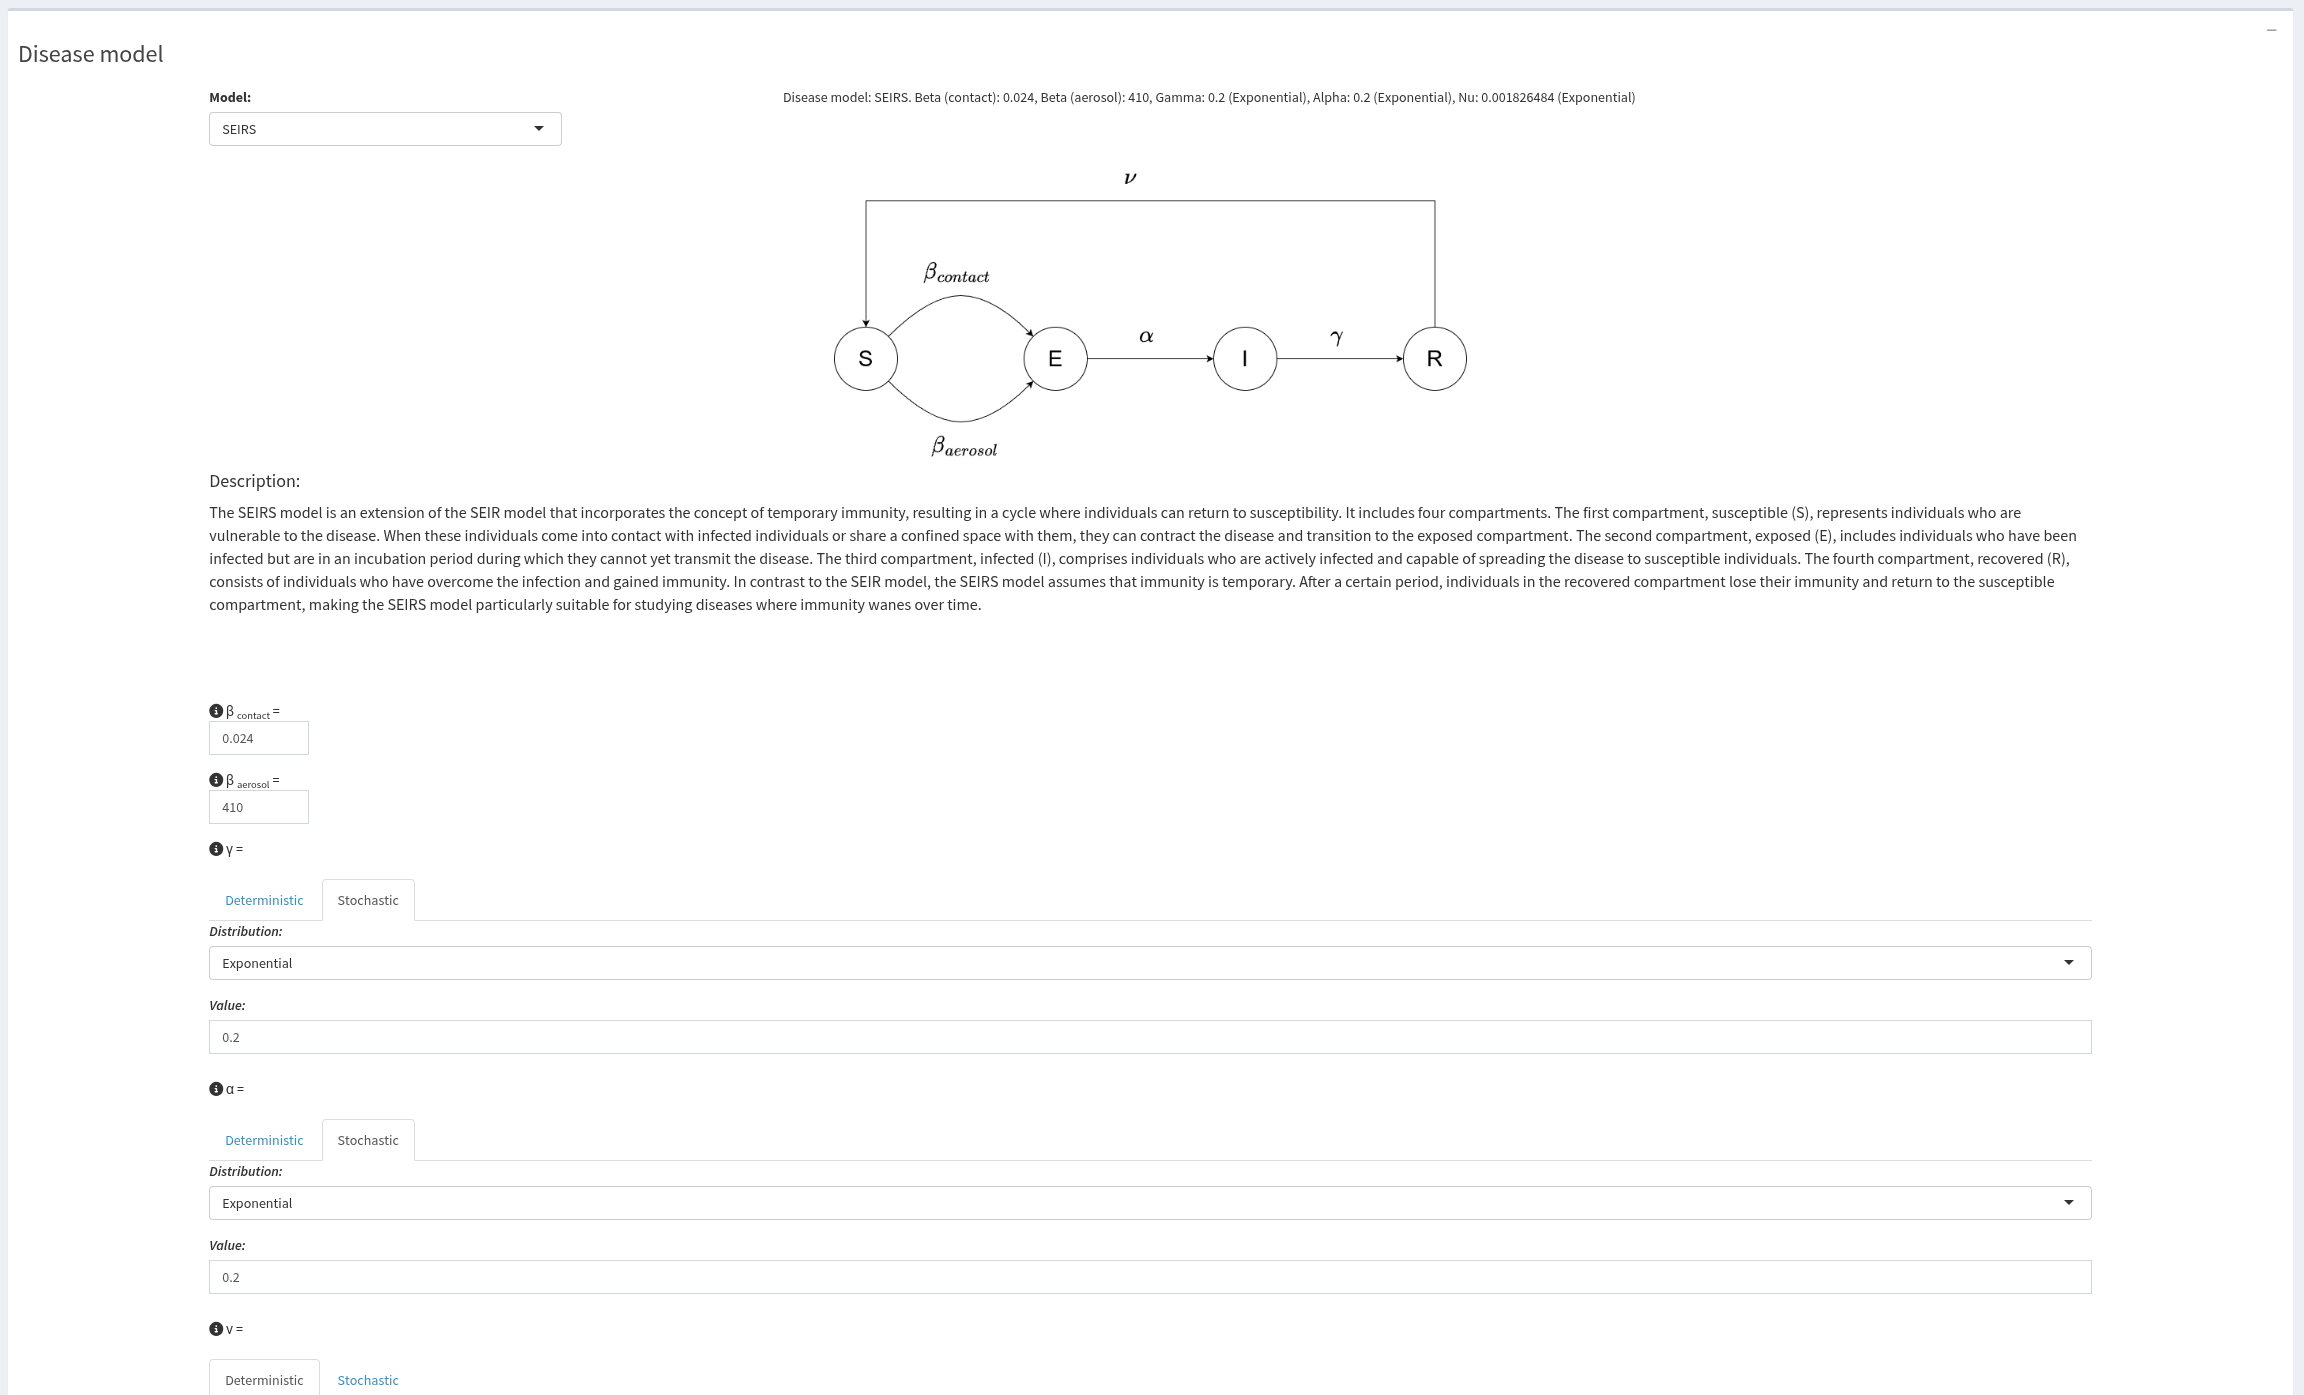 Disease model
Model:
SEIRS
Disease model: SEIRS. Beta (contact): 0.024, Beta (aerosol): 410, Gamma: 0.2 (Exponential), Alpha: 0.2 (Exponential), Nu: 0.001826484 (Exponential)
ν
β contact
S
E
α
I
γ
R
β aerosol
Description:
The SEIRS model is an extension of the SEIR model that incorporates the concept of temporary immunity, resulting in a cycle where individuals can return to susceptibility. It includes four compartments. The first compartment, susceptible (S), represents individuals who are
vulnerable to the disease. When these individuals come into contact with infected individuals or share a confined space with them, they can contract the disease and transition to the exposed compartment. The second compartment, exposed (E), includes individuals who have been
infected but are in an incubation period during which they cannot yet transmit the disease. The third compartment, infected (I), comprises individuals who are actively infected and capable of spreading the disease to susceptible individuals. The fourth compartment, recovered (R),
consists of individuals who have overcome the infection and gained immunity. In contrast to the SEIR model, the SEIRS model assumes that immunity is temporary. After a certain period, individuals in the recovered compartment lose their immunity and return to the susceptible
compartment, making the SEIRS model particularly suitable for studying diseases where immunity wanes over time.
β contact =
0.024
β aerosol =
410
γ =
Deterministic Stochastic
Distribution:
Exponential
Value:
0.2
α =
Deterministic Stochastic
Distribution:
Exponential
Value:
0.2
ν =
Deterministic Stochastic